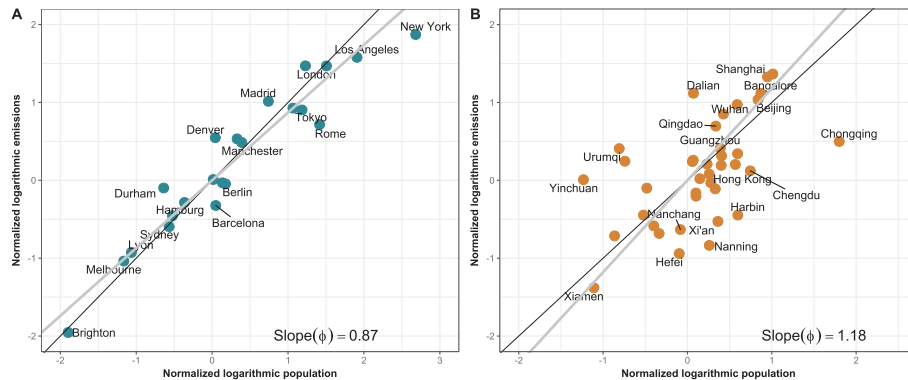 A
Normalized logarithmic emissions
2
1
0
-1
-2
New York
Los Angeles
London
Madrid
Tokyo
Rome
Denver
Manchester
Berlin
Durham
Hamburg
Barcelona
Sydney
Lyon
Melbourne
Brighton
Slope(ϕ)=0.87
-2
-1
0
1
2
3
Normalized logarithmic population
B
Normalized logarithmic emissions
2
1
0
-1
-2
Shanghai
Dalian
Bangalore
Wuhan
Beijing
Qingdao
Chongqing
Guangzhou
Urumqi
Hong Kong
Yinchuan
Chengdu
Nanchang
Harbin
Xi'an
Nanning
Hefei
Xiamen
Slope(ϕ)=1.18
-2
-1
0
1
2
Normalized logarithmic population